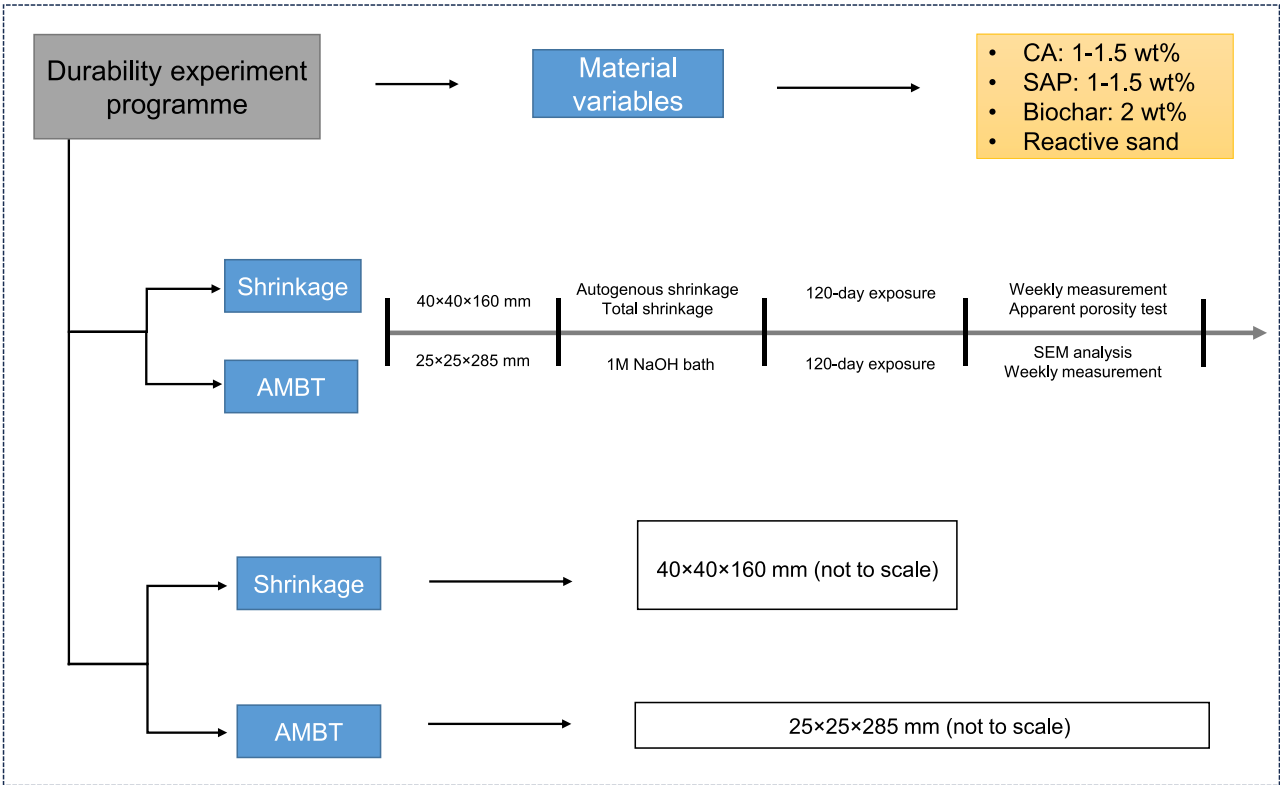 Durability experiment
programme
Material
variables
• CA: 1-1.5 wt%
• SAP: 1-1.5 wt%
• Biochar: 2 wt%
• Reactive sand
Shrinkage
AMBT
40×40×160 mm
25×25×285 mm
Autogenous shrinkage
Total shrinkage
1M NaOH bath
120-day exposure
120-day exposure
Weekly measurement
Apparent porosity test
SEM analysis
Weekly measurement
Shrinkage
40×40×160 mm (not to scale)
AMBT
25×25×285 mm (not to scale)